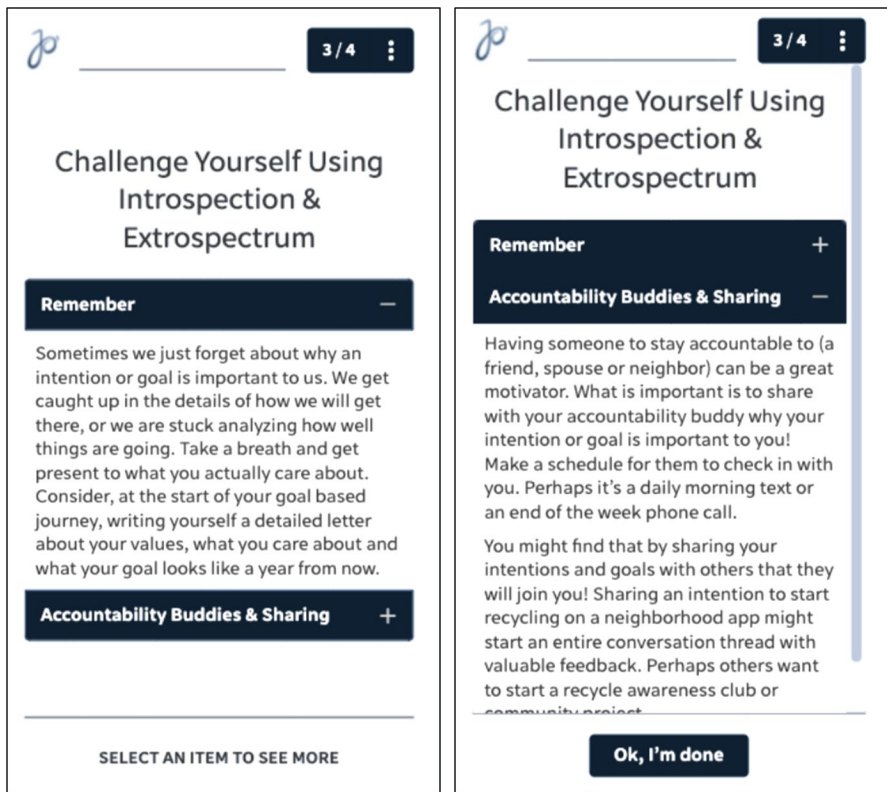 3 / 4
Challenge Yourself Using
Introspection &
Extrospectrum
Remember
Sometimes we just forget about why an
intention or goal is important to us. We get
caught up in the details of how we will get
there, or we are stuck analyzing how well
things are going. Take a breath and get
present to what you actually care about.
Consider, at the start of your goal based
journey, writing yourself a detailed letter
about your values, what you care about and
what your goal looks like a year from now.
Accountability Buddies & Sharing
SELECT AN ITEM TO SEE MORE
3 / 4
Challenge Yourself Using
Introspection &
Extrospectrum
Remember
Accountability Buddies & Sharing
Having someone to stay accountable to (a
friend, spouse or neighbor) can be a great
motivator. What is important is to share
with your accountability buddy why your
intention or goal is important to you!
Make a schedule for them to check in with
you. Perhaps it's a daily morning text or
an end of the week phone call.
You might find that by sharing your
intentions and goals with others that they
will join you! Sharing an intention to start
recycling on a neighborhood app might
start an entire conversation thread with
valuable feedback. Perhaps others want
to start a recycle awareness club or
community project.
Ok, I'm done